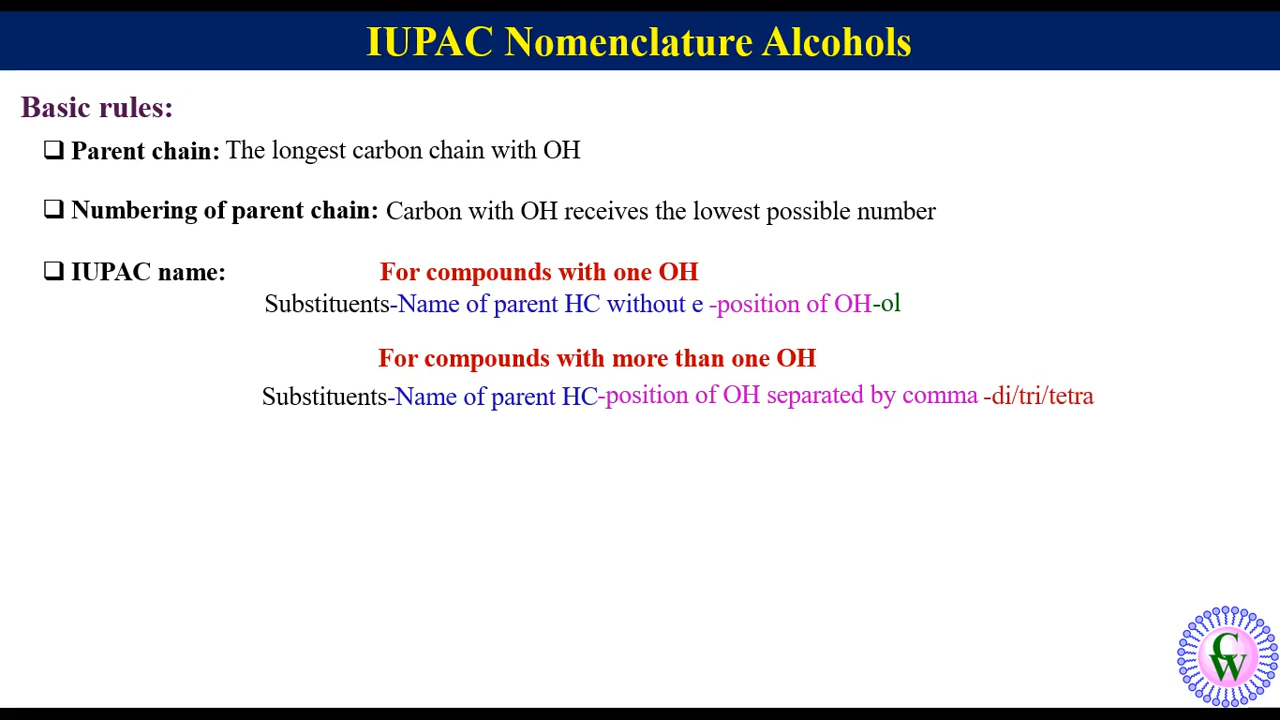 IUPAC Nomenclature Alcohols
Basic rules:
❑ Parent chain: The longest carbon chain with OH
❑ Numbering of parent chain: Carbon with OH receives the lowest possible number
❑ IUPAC name: For compounds with one OH
Substituents-Name of parent HC without e -position of OH-ol
For compounds with more than one OH
Substituents-Name of parent HC-position of OH separated by comma -di/tri/tetra
CW